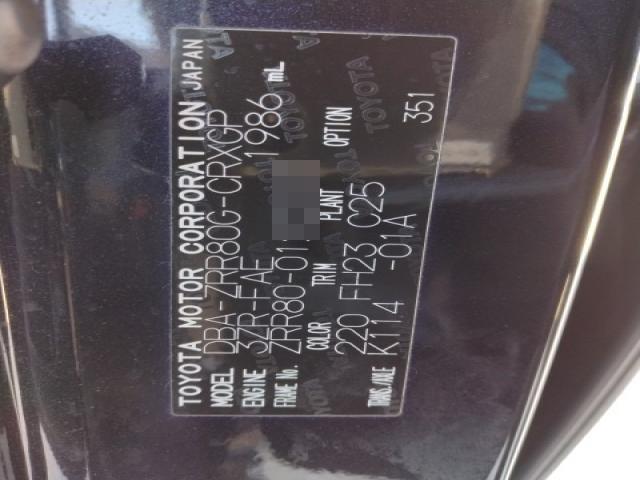 TOYOTA MOTOR CORPORATION JAPAN
MODEL DBA-ZRR80G-CRXGP
ENGINE 3ZR-FAE 1986 mL
FRAME No. ZRR80-01
COLOR TRIM PLANT OPTION
220 FH23 C25 351
TRANS./AXLE K114 -01A